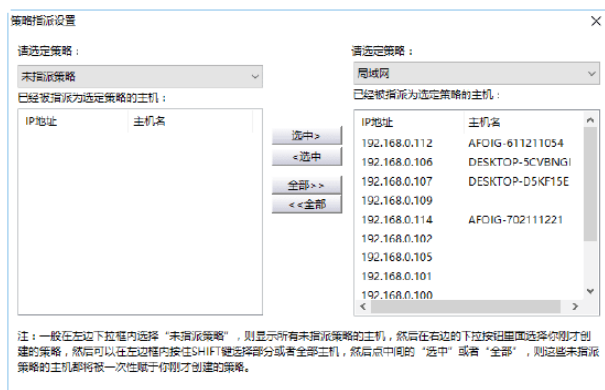 策略指派设置
请选定策略：
请选定策略：
未指派策略
局域网
已经被指派为选定策略的主机：
已经被指派为选定策略的主机：
IP地址 主机名
IP地址 主机名
选中>
<选中
全部>>
<<全部
192.168.0.112 AFOIG-611211054
192.168.0.106 DESKTOP-5CVBNGI
192.168.0.107 DESKTOP-D5KF15E
192.168.0.109
192.168.0.114 AFOIG-702111221
192.168.0.102
192.168.0.105
192.168.0.101
192.168.0.100
注：一般在左边下拉框内选择“未指派策略”，则显示所有未指派策略的主机，然后在右边的下拉按钮里面选择你刚才创
建的策略，然后可以在左边框内按住SHIFT键选择部分或者全部主机，然后点中间的“选中”或者“全部”，则这些未指派
策略的主机都将被一次性赋于你刚才创建的策略。